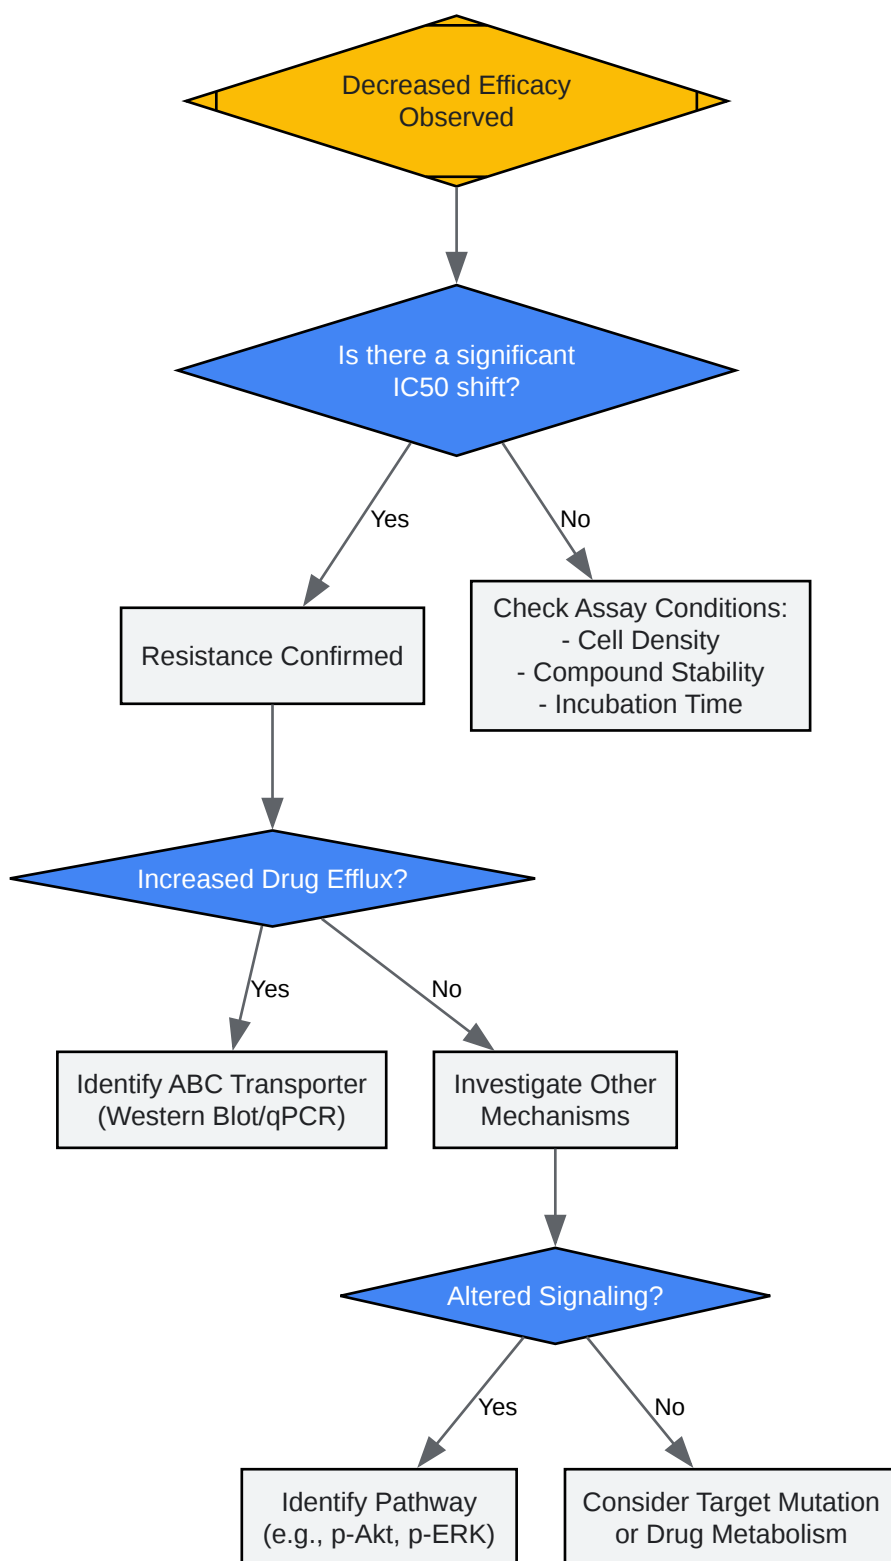 Decreased Efficacy
Observed
Is there a significant
IC50 shift?
Yes
No
Resistance Confirmed
Check Assay Conditions:
- Cell Density
- Compound Stability
- Incubation Time
Increased Drug Efflux?
Yes
No
Identify ABC Transporter
(Western Blot/qPCR)
Investigate Other
Mechanisms
Altered Signaling?
Yes
No
Identify Pathway
(e.g., p-Akt, p-ERK)
Consider Target Mutation
or Drug Metabolism